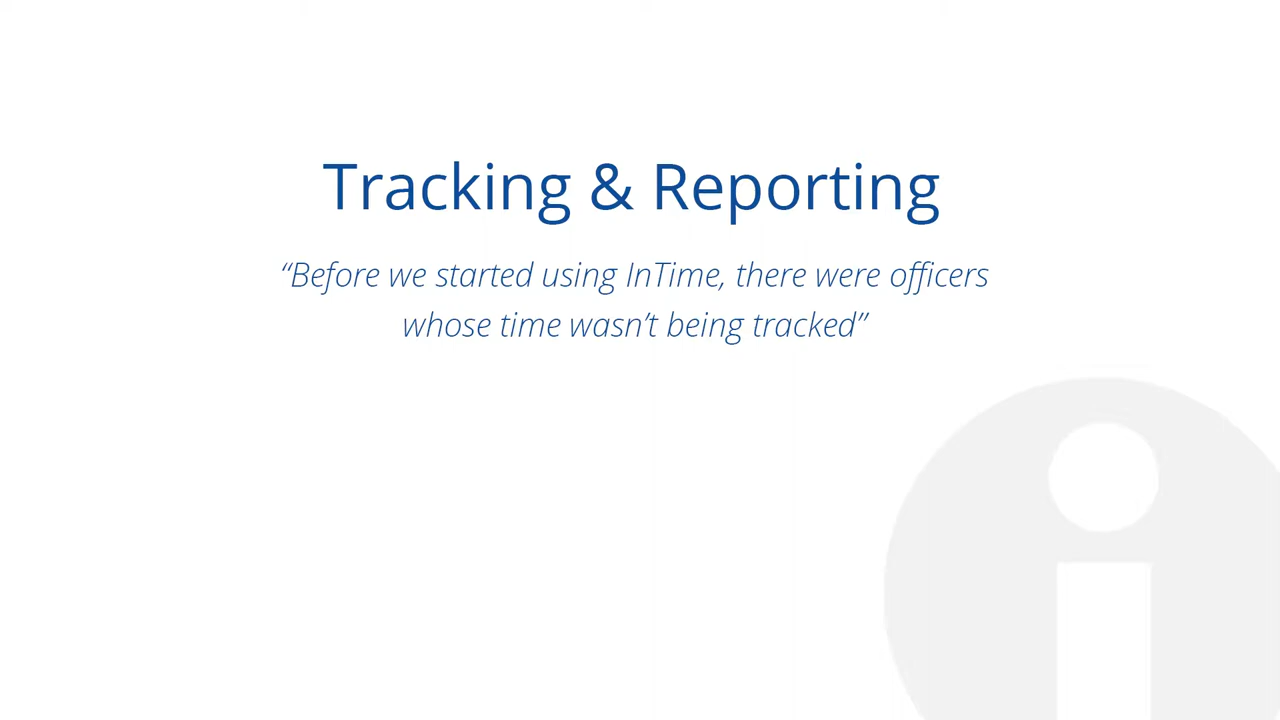 Tracking & Reporting
“Before we started using InTime, there were officers
whose time wasn’t being tracked”